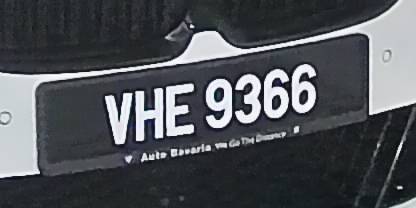 VHE 9366
Auto Bavaria We Go The Distance